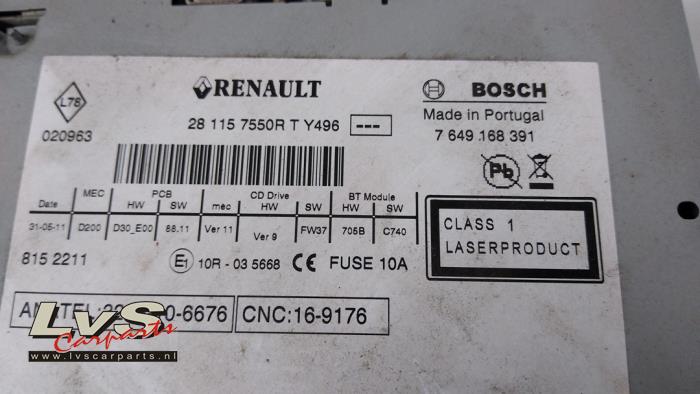 RENAULT
BOSCH
L78
Made in Portugal
020963
28 115 7550R T Y496 ---
7 649 168 391
Pb
MEC PCB CD Drive BT Module
Date HW SW mec HW SW HW SW
31-05-11 D200 D30_E00 88.11 Ver 11 Ver 9 FW37 705B C740
CLASS 1
LASERPRODUCT
815 2211
E1 10R - 03 5668 CE FUSE 10A
0-6676 CNC:16-9176
LvS
Carparts
www.lvscarparts.nl